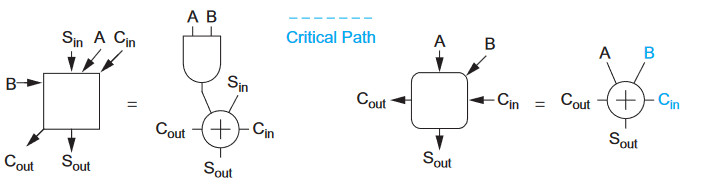 A B
Critical Path
Sin A Cin
B
=
Sin
Cout + Cin
Sout
Cout Sout
A B
Cout Cin
Sout
=
A B
Cout + Cin
Sout